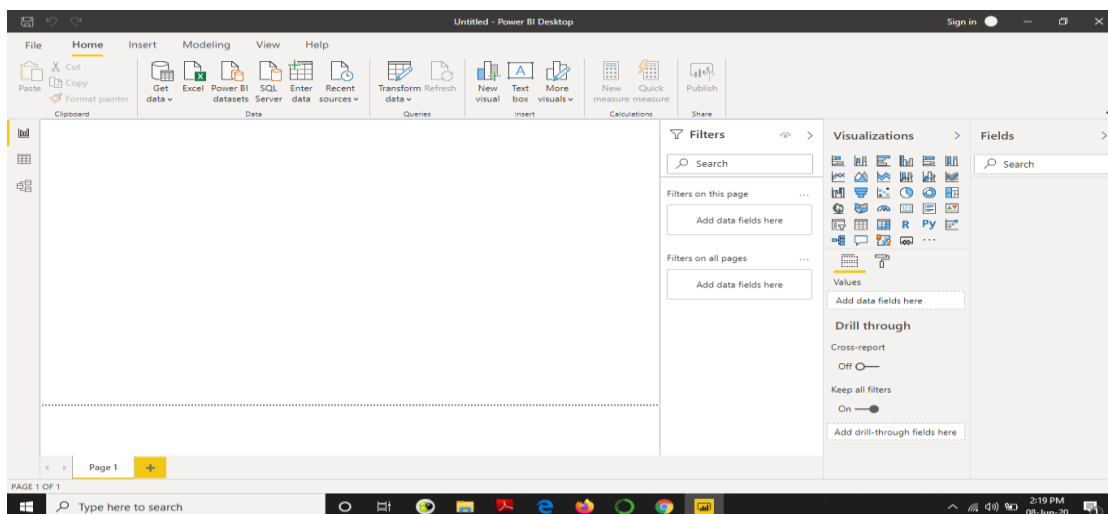 Untitled - Power BI Desktop
Sign in
File Home Insert Modeling View Help
Paste
Cut
Copy
Format painter
Clipboard
Get data
Excel
Power BI datasets
SQL Server
Enter data
Recent sources
Data
Transform data
Refresh
Queries
New visual
Text box
More visuals
Insert
New measure
Quick measure
Calculations
Publish
Share
Filters
Search
Filters on this page
...
Add data fields here
Filters on all pages
...
Add data fields here
Visualizations
R Py
...
Values
Add data fields here
Drill through
Cross-report
Off
Keep all filters
On
Add drill-through fields here
Fields
Search
Page 1
PAGE 1 OF 1
Type here to search
2:19 PM
08-Jun-20